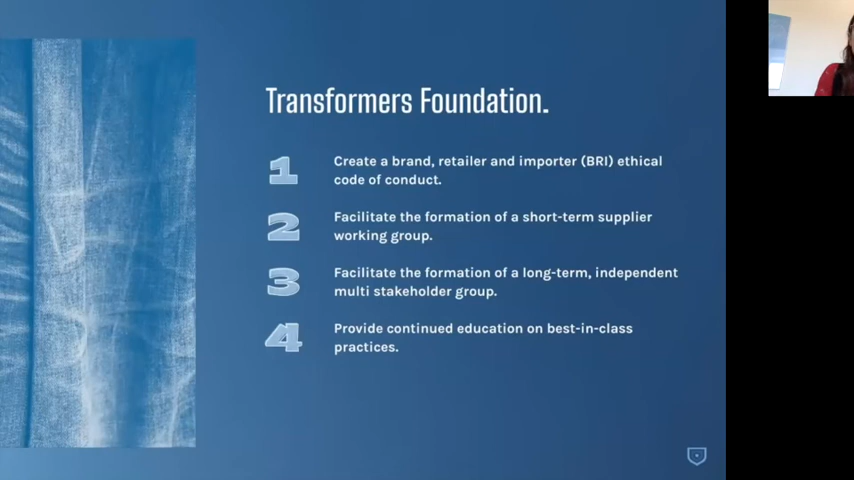 Transformers Foundation.
1
Create a brand, retailer and importer (BRI) ethical
code of conduct.
2
Facilitate the formation of a short-term supplier
working group.
3
Facilitate the formation of a long-term, independent
multi stakeholder group.
4
Provide continued education on best-in-class
practices.